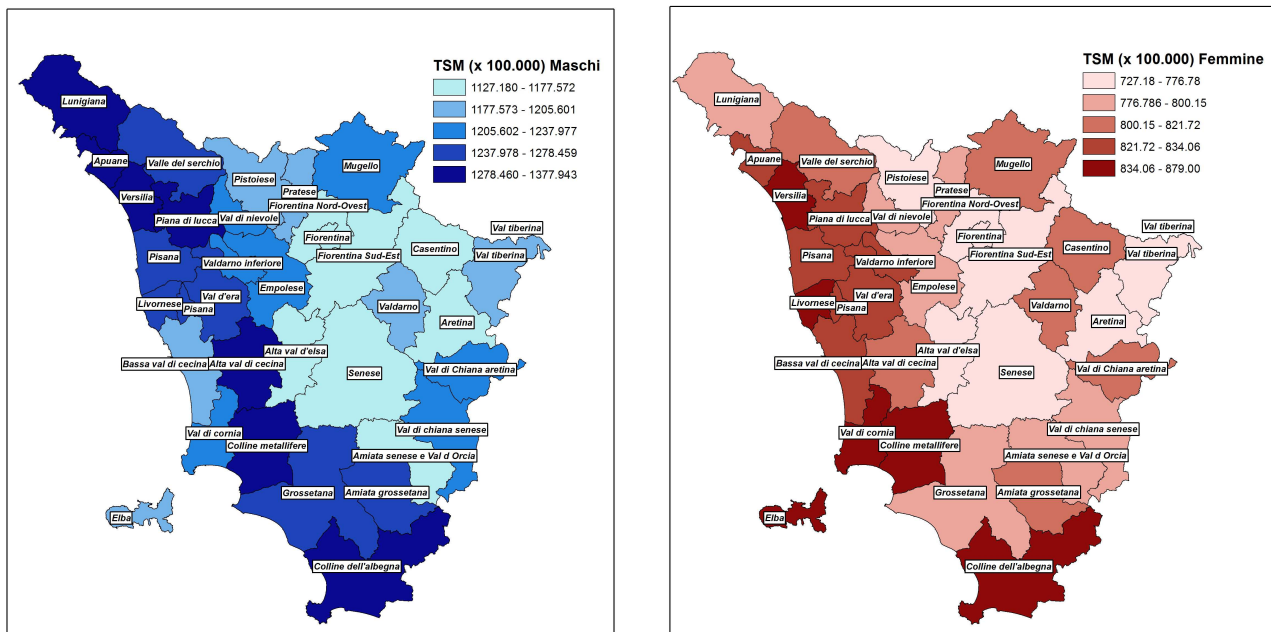 TSM (x 100.000) Maschi
1127.180 - 1177.572
1177.573 - 1205.601
1205.602 - 1237.977
1237.978 - 1278.459
1278.460 - 1377.943
Lunigiana
Apuane
Valle del serchio
Mugello
Pistoiese
Versilia
Pratese
Fiorentina Nord-Ovest
Piana di lucca
Val di nievole
Val tiberina
Fiorentina
Casentino
Pisana
Valdarno inferiore
Fiorentina Sud-Est
Val tiberina
Empolese
Livornese
Val d'era
Pisana
Valdarno
Aretina
Bassa val di cecina
Alta val di cecina
Alta val d'elsa
Senese
Val di Chiana aretina
Val di cornia
Colline metallifere
Val di chiana senese
Amiata senese e Val d Orcia
Grossetana
Amiata grossetana
Elba
Colline dell'albegna
TSM (x 100.000) Femmine
727.18 - 776.78
776.786 - 800.15
800.15 - 821.72
821.72 - 834.06
834.06 - 879.00
Lunigiana
Apuane
Valle del serchio
Mugello
Pistoiese
Versilia
Pratese
Fiorentina Nord-Ovest
Piana di lucca
Val di nievole
Val tiberina
Fiorentina
Casentino
Pisana
Valdarno inferiore
Fiorentina Sud-Est
Val tiberina
Empolese
Livornese
Val d'era
Pisana
Valdarno
Aretina
Bassa val di cecina
Alta val di cecina
Alta val d'elsa
Senese
Val di Chiana aretina
Val di cornia
Colline metallifere
Val di chiana senese
Amiata senese e Val d Orcia
Grossetana
Amiata grossetana
Elba
Colline dell'albegna